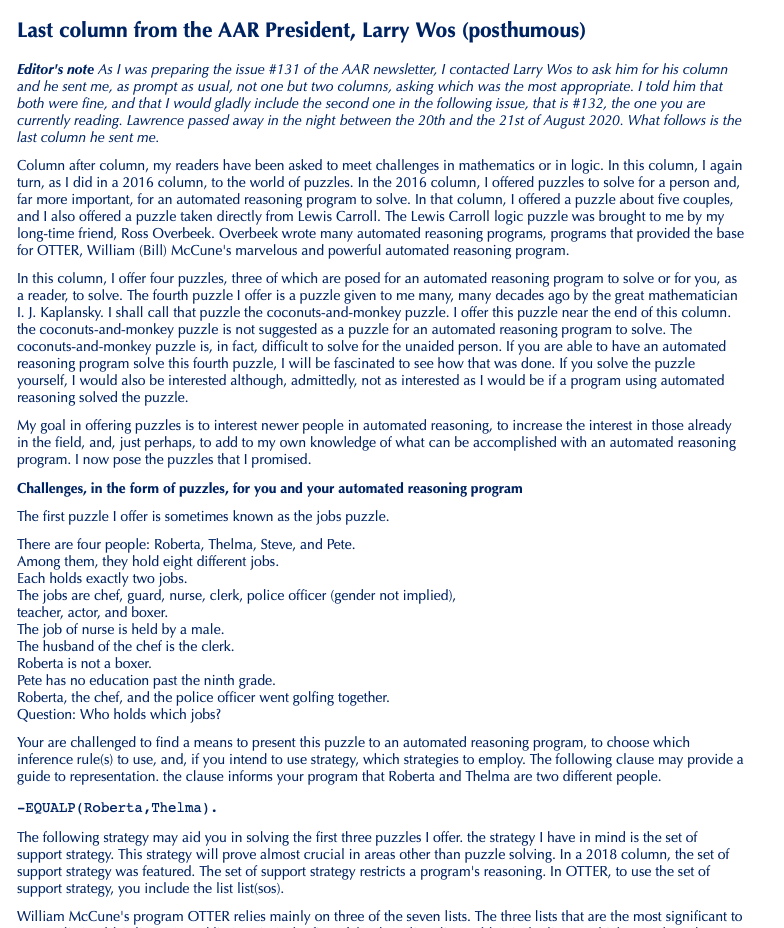 Last column from the AAR President, Larry Wos (posthumous)
Editor's note As I was preparing the issue #131 of the AAR newsletter, I contacted Larry Wos to ask him for his column
and he sent me, as prompt as usual, not one but two columns, asking which was the most appropriate. I told him that
both were fine, and that I would gladly include the second one in the following issue, that is #132, the one you are
currently reading. Lawrence passed away in the night between the 20th and the 21st of August 2020. What follows is the
last column he sent me.
Column after column, my readers have been asked to meet challenges in mathematics or in logic. In this column, I again
turn, as I did in a 2016 column, to the world of puzzles. In the 2016 column, I offered puzzles to solve for a person and,
far more important, for an automated reasoning program to solve. In that column, I offered a puzzle about five couples,
and I also offered a puzzle taken directly from Lewis Carroll. The Lewis Carroll logic puzzle was brought to me by my
long-time friend, Ross Overbeek. Overbeek wrote many automated reasoning programs, programs that provided the base
for OTTER, William (Bill) McCune's marvelous and powerful automated reasoning program.
In this column, I offer four puzzles, three of which are posed for an automated reasoning program to solve or for you, as
a reader, to solve. The fourth puzzle I offer is a puzzle given to me many, many decades ago by the great mathematician
I. J. Kaplansky. I shall call that puzzle the coconuts-and-monkey puzzle. I offer this puzzle near the end of this column.
the coconuts-and-monkey puzzle is not suggested as a puzzle for an automated reasoning program to solve. The
coconuts-and-monkey puzzle is, in fact, difficult to solve for the unaided person. If you are able to have an automated
reasoning program solve this fourth puzzle, I will be fascinated to see how that was done. If you solve the puzzle
yourself, I would also be interested although, admittedly, not as interested as I would be if a program using automated
reasoning solved the puzzle.
My goal in offering puzzles is to interest newer people in automated reasoning, to increase the interest in those already
in the field, and, just perhaps, to add to my own knowledge of what can be accomplished with an automated reasoning
program. I now pose the puzzles that I promised.
Challenges, in the form of puzzles, for you and your automated reasoning program
The first puzzle I offer is sometimes known as the jobs puzzle.
There are four people: Roberta, Thelma, Steve, and Pete.
Among them, they hold eight different jobs.
Each holds exactly two jobs.
The jobs are chef, guard, nurse, clerk, police officer (gender not implied),
teacher, actor, and boxer.
The job of nurse is held by a male.
The husband of the chef is the clerk.
Roberta is not a boxer.
Pete has no education past the ninth grade.
Roberta, the chef, and the police officer went golfing together.
Question: Who holds which jobs?
Your are challenged to find a means to present this puzzle to an automated reasoning program, to choose which
inference rule(s) to use, and, if you intend to use strategy, which strategies to employ. The following clause may provide a
guide to representation. the clause informs your program that Roberta and Thelma are two different people.
-EQUALP(Roberta,Thelma).
The following strategy may aid you in solving the first three puzzles I offer. the strategy I have in mind is the set of
support strategy. This strategy will prove almost crucial in areas other than puzzle solving. In a 2018 column, the set of
support strategy was featured. The set of support strategy restricts a program's reasoning. In OTTER, to use the set of
support strategy, you include the list list(sos).
William McCune's program OTTER relies mainly on three of the seven lists. The three lists that are the most significant to